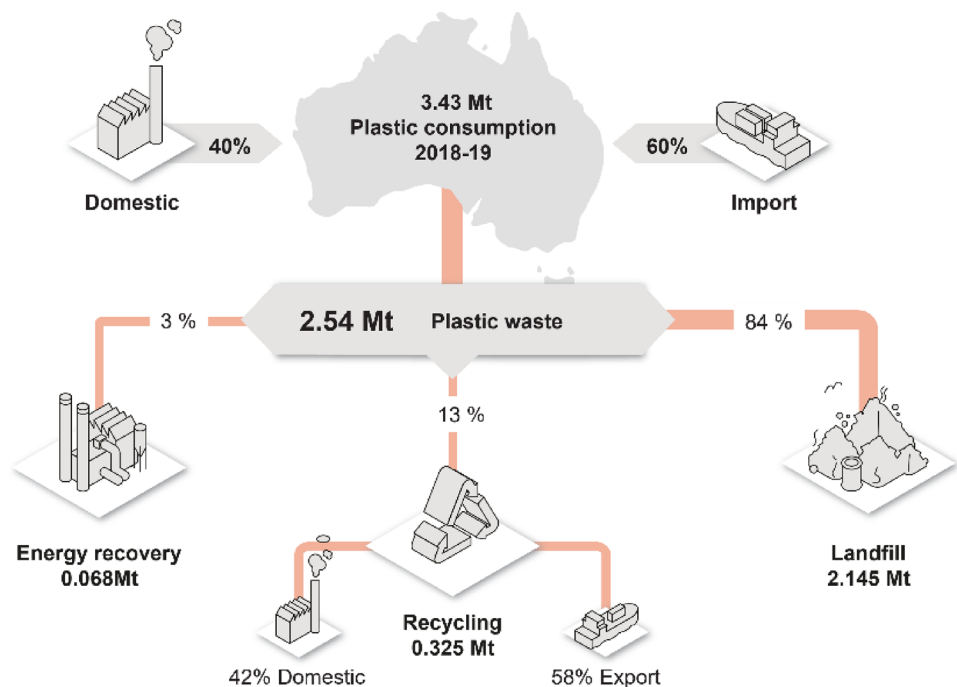 3.43 Mt
Plastic consumption
2018-19
40%
60%
Domestic
Import
3 %
2.54 Mt Plastic waste
84 %
13 %
Energy recovery
0.068Mt
Landfill
2.145 Mt
Recycling
0.325 Mt
42% Domestic
58% Export